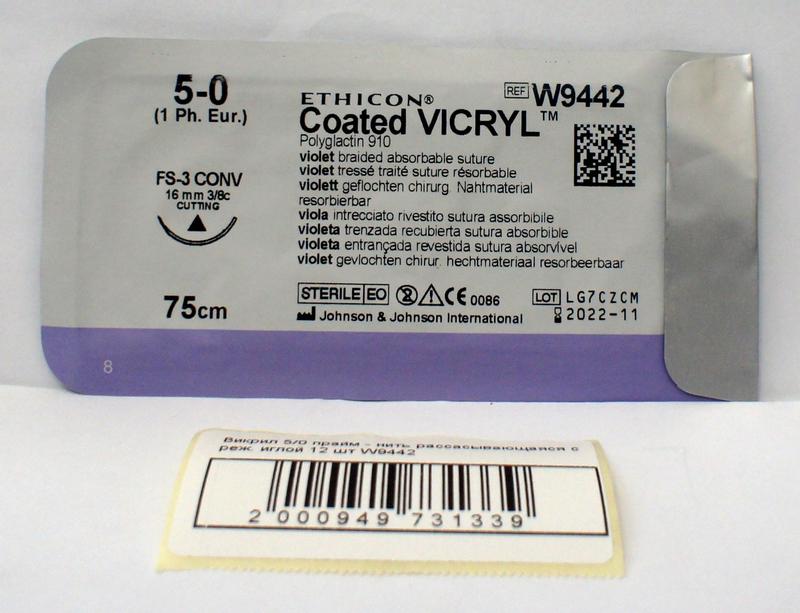 5-0
(1 Ph. Eur.)
FS-3 CONV
16 mm 3/8c
CUTTING
75cm
8
ETHICON®
REF W9442
Coated VICRYL™
Polyglactin 910
violet braided absorbable suture
violet tressé traité suture résorbable
violett geflochten chirurg. Nahtmaterial
resorbierbar
viola intrecciato rivestito sutura assorbibile
violeta trenzada recubierta sutura absorbible
violeta entrançada revestida sutura absorvível
violet gevlochten chirur. hechtmateriaal resorbeerbaar
STERILE EO 2 CE 0086
LOT LG7CZCM
Johnson & Johnson International
2022-11
Викрил 5/0 прайм - нить рассасывающаяся с
реж. иглой 12 шт W9442
2 000949 731339